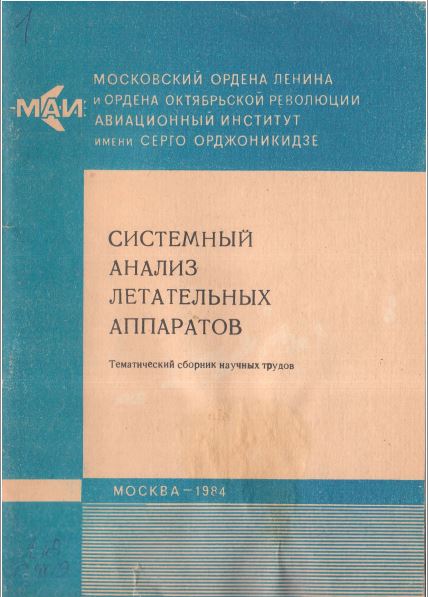 1
МОСКОВСКИЙ ОРДЕНА ЛЕНИНА
И ОРДЕНА ОКТЯБРЬСКОЙ РЕВОЛЮЦИИ
МАИ
АВИАЦИОННЫЙ ИНСТИТУТ
ИМЕНИ СЕРГО ОРДЖОНИКИДЗЕ
СИСТЕМНЫЙ
АНАЛИЗ
ЛЕТАТЕЛЬНЫХ
АППАРАТОВ
Тематический сборник научных трудов
МОСКВА – 1984